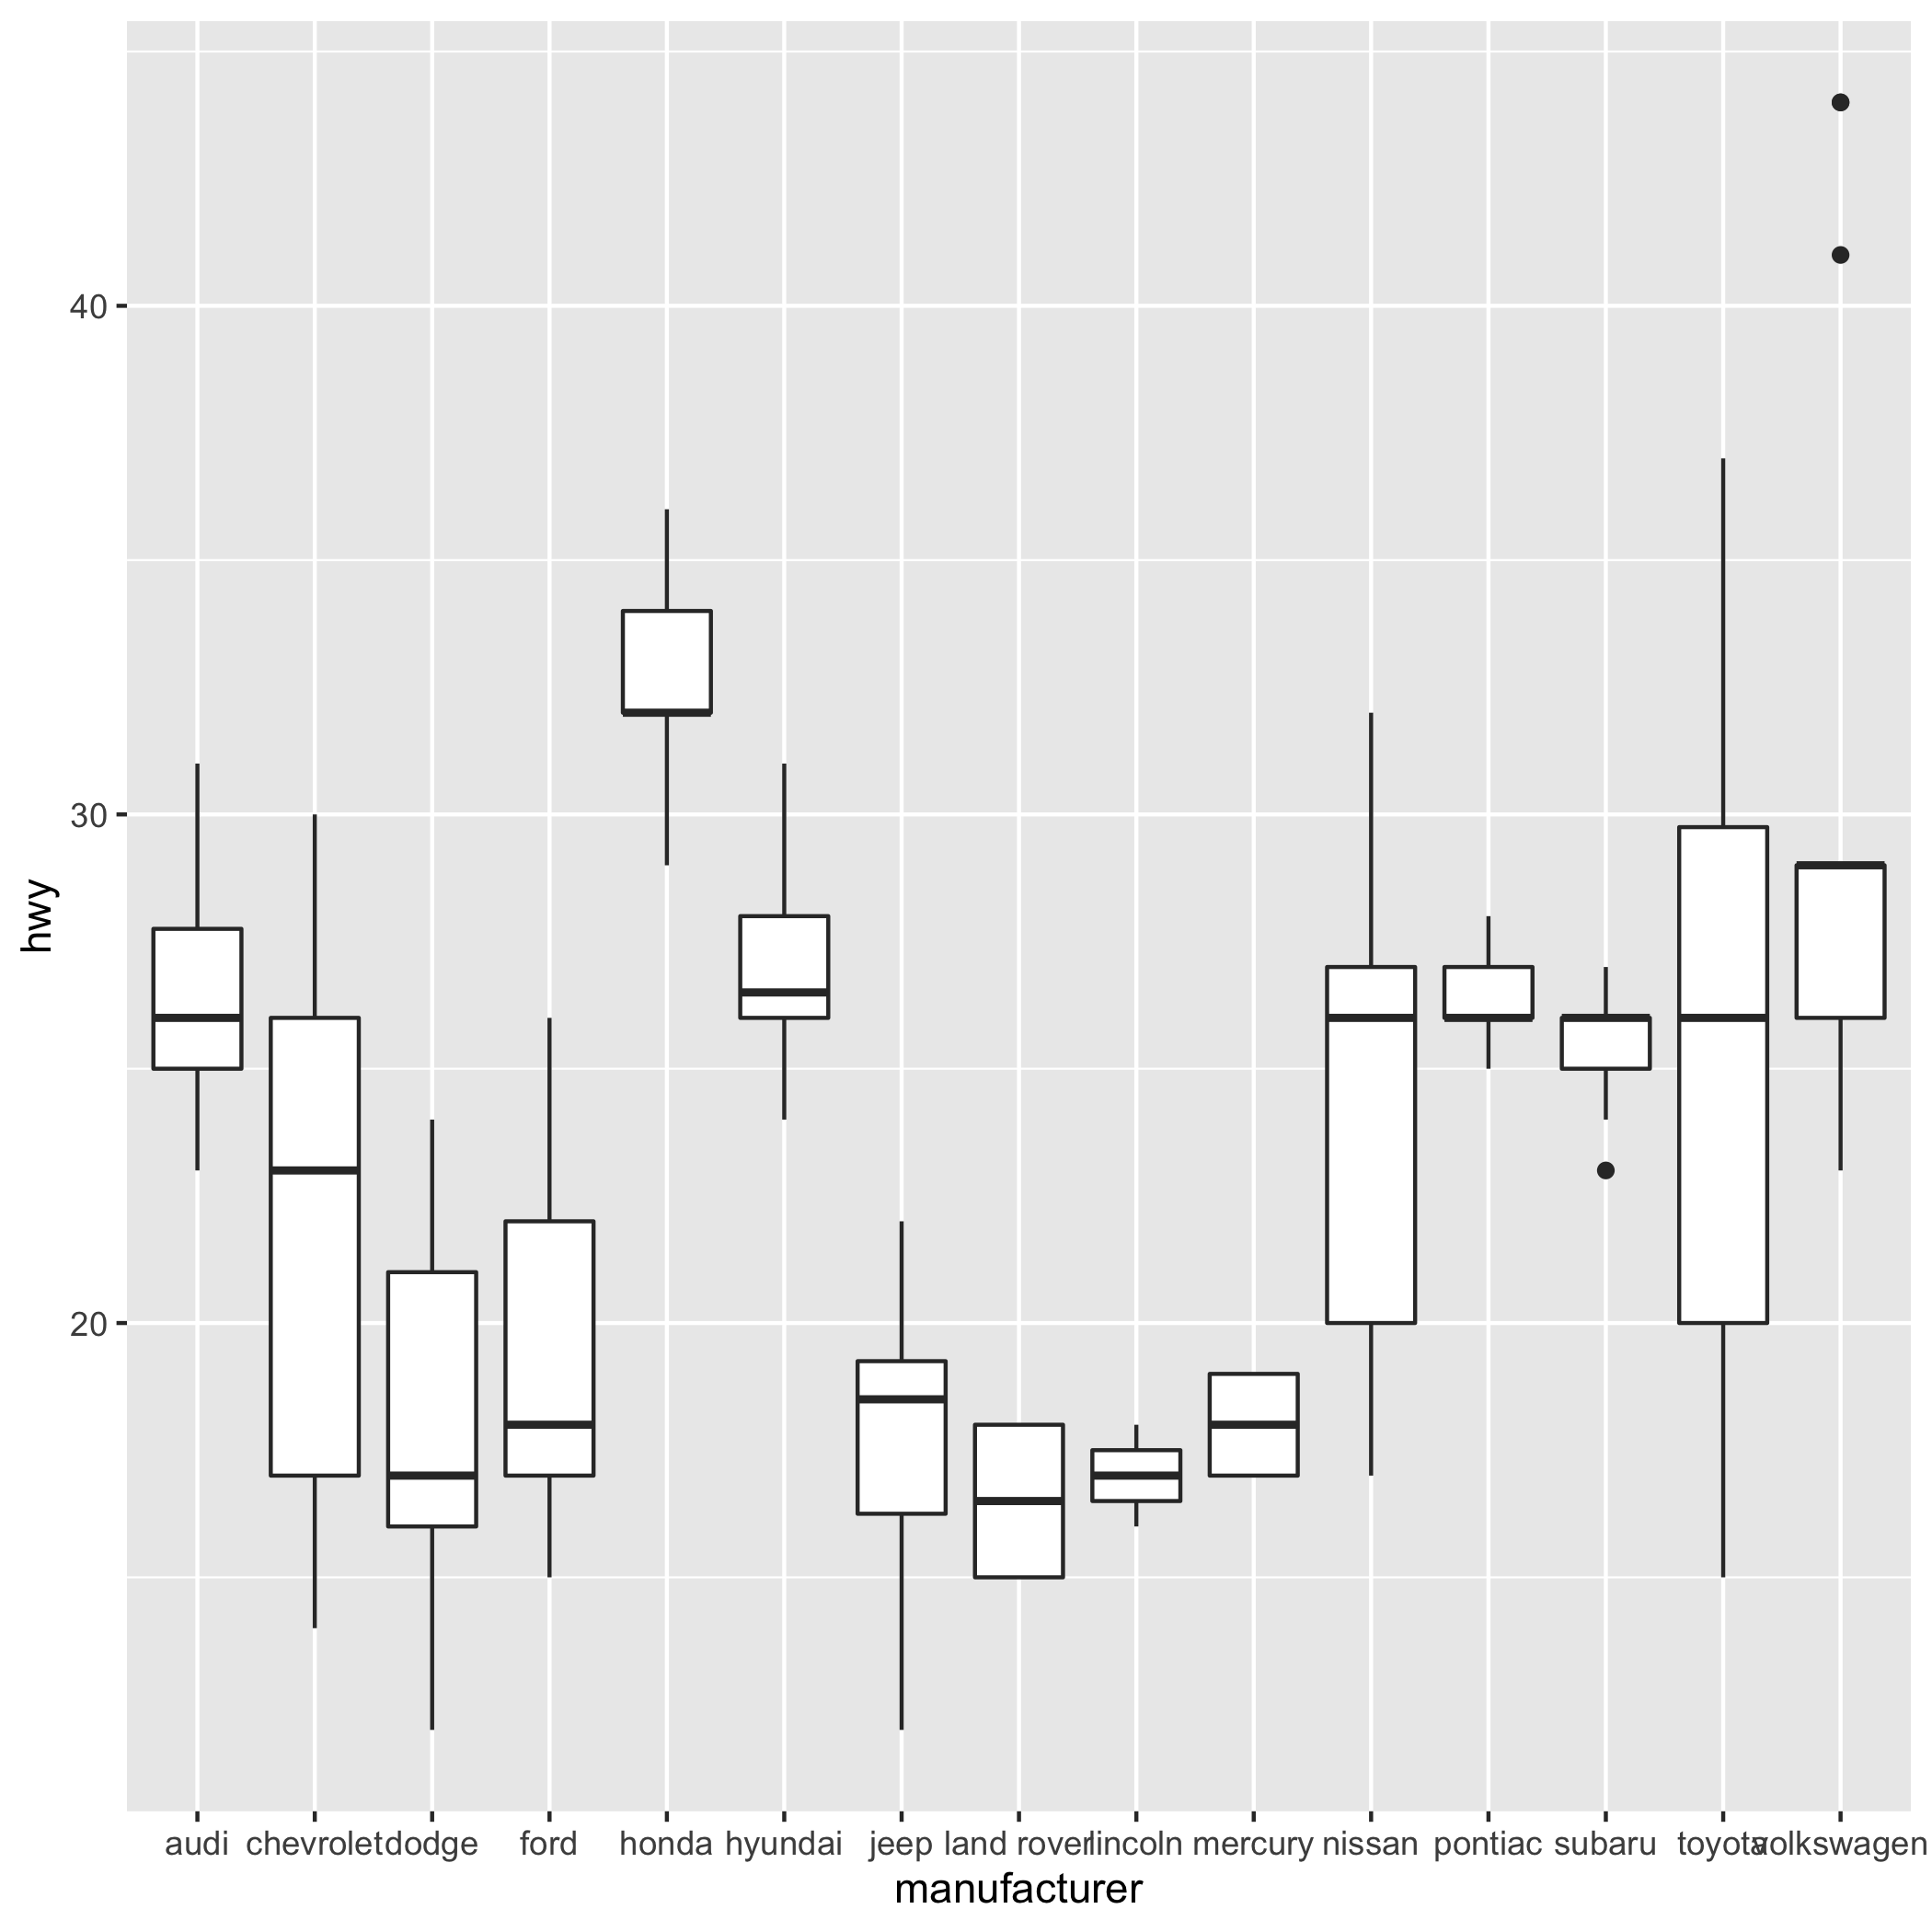 hwy
40
30
20
audi chevrolet dodge ford honda hyundai jeep land rover lincoln mercury nissan pontiac subaru toyota volkswagen
manufacturer